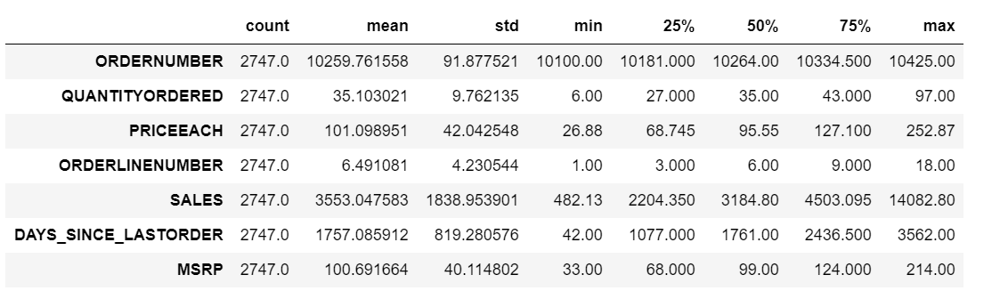 count mean std min 25% 50% 75% max
ORDERNUMBER 2747.0 10259.761558 91.877521 10100.00 10181.000 10264.00 10334.500 10425.00
QUANTITYORDERED 2747.0 35.103021 9.762135 6.00 27.000 35.00 43.000 97.00
PRICEEACH 2747.0 101.098951 42.042548 26.88 68.745 95.55 127.100 252.87
ORDERLINENUMBER 2747.0 6.491081 4.230544 1.00 3.000 6.00 9.000 18.00
SALES 2747.0 3553.047583 1838.953901 482.13 2204.350 3184.80 4503.095 14082.80
DAYS_SINCE_LASTORDER 2747.0 1757.085912 819.280576 42.00 1077.000 1761.00 2436.500 3562.00
MSRP 2747.0 100.691664 40.114802 33.00 68.000 99.00 124.000 214.00